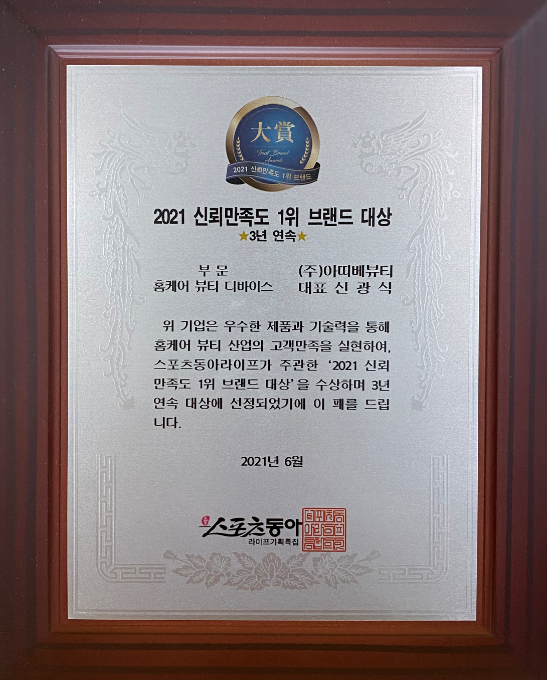 大賞
Trust Brand
Awards
2021 신뢰만족도 1위 브랜드
2021 신뢰만족도 1위 브랜드 대상
★3년 연속★
부 문 (주)아띠베뷰티
홈케어 뷰티 디바이스 대표 신 광 식
위 기업은 우수한 제품과 기술력을 통해
홈케어 뷰티 산업의 고객만족을 실현하여,
스포츠동아라이프가 주관한 ‘2021 신뢰
만족도 1위 브랜드 대상’을 수상하며 3년
연속 대상에 선정되었기에 이 패를 드립
니다.
2021년 6월
스포츠동아
라이프기획특집